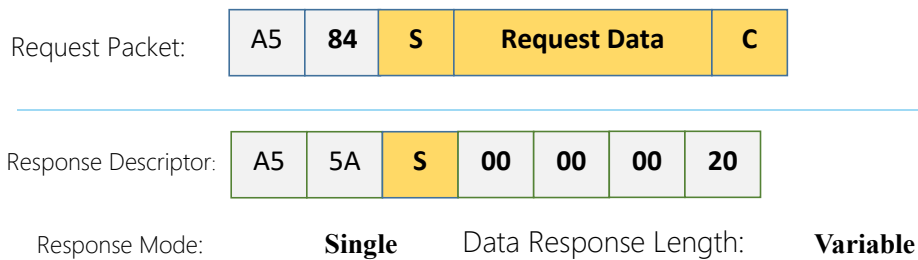 Request Packet: A5 84 S Request Data C
Response Descriptor: A5 5A S 00 00 00 20
Response Mode: Single Data Response Length: Variable